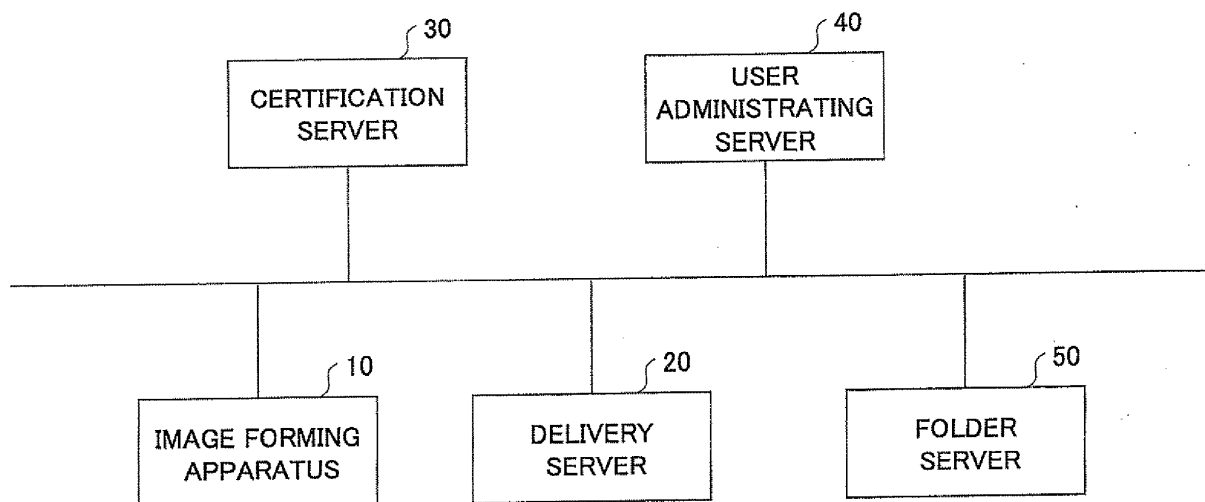 30
CERTIFICATION
SERVER
40
USER
ADMINISTRATING
SERVER
10
IMAGE FORMING
APPARATUS
20
DELIVERY
SERVER
50
FOLDER
SERVER